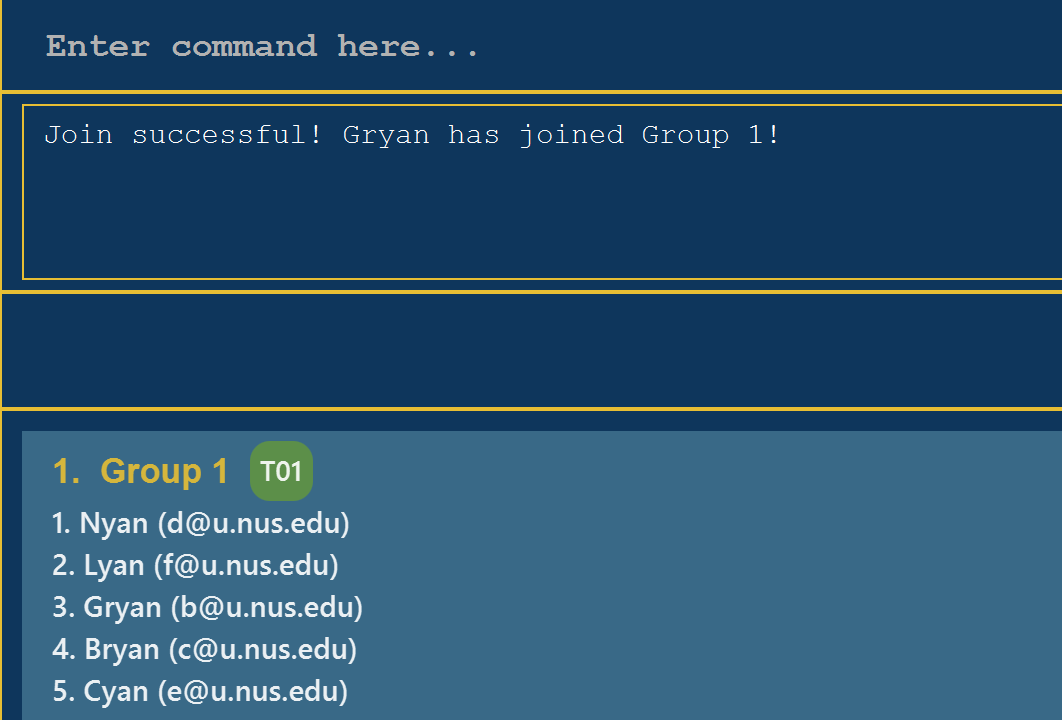 Enter command here...
Join successful! Gryan has joined Group 1!
1. Group 1 T01
1. Nyan (d@u.nus.edu)
2. Lyan (f@u.nus.edu)
3. Gryan (b@u.nus.edu)
4. Bryan (c@u.nus.edu)
5. Cyan (e@u.nus.edu)